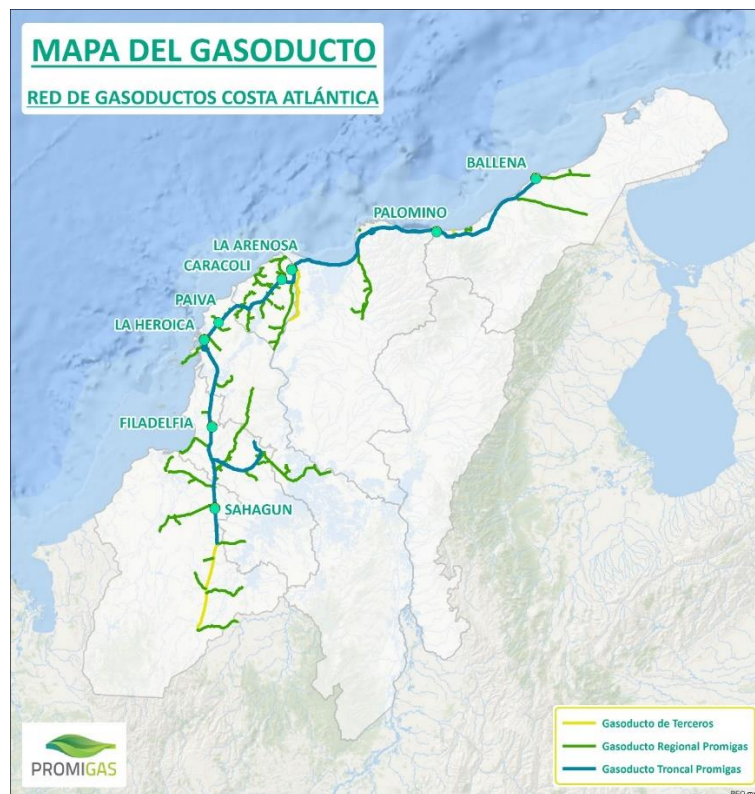 MAPA DEL GASODUCTO
RED DE GASODUCTOS COSTA ATLÁNTICA
BALLENA
PALOMINO
LA ARENOSA
CARACOLI
PAIVA
LA HEROICA
FILADELFIA
SAHAGUN
PROMIGAS
Gasoducto de Terceros
Gasoducto Regional Promigas
Gasoducto Troncal Promigas